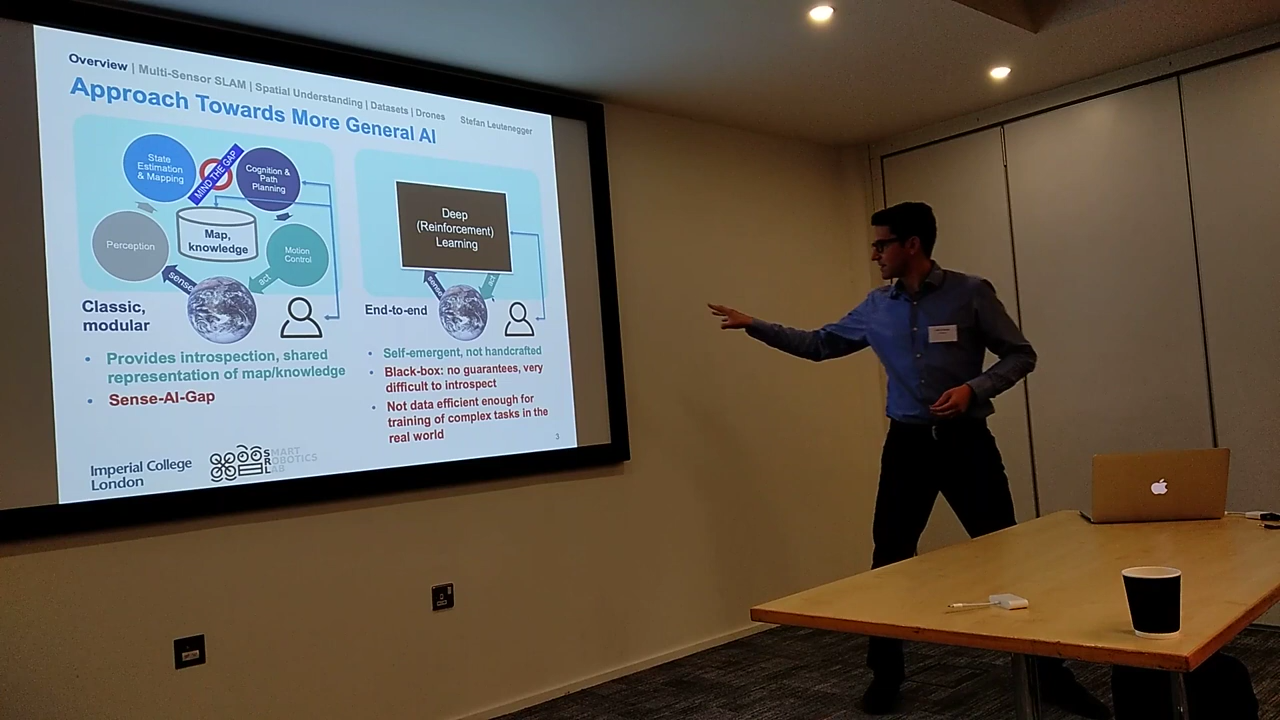 Overview | Multi-Sensor SLAM | Spatial Understanding | Datasets | Drones
Stefan Leutenegger
Approach Towards More General AI
State
Estimation
& Mapping
MIND THE GAP
Cognition &
Path
Planning
Perception
Map,
knowledge
Motion
Control
sense
act
Classic,
modular
• Provides introspection, shared
representation of map/knowledge
• Sense-AI-Gap
Deep
(Reinforcement)
Learning
sense
act
End-to-end
• Self-emergent, not handcrafted
• Black-box: no guarantees, very
difficult to introspect
• Not data efficient enough for
training of complex tasks in the
real world
3
Imperial College
London
SMART
ROBOTICS
LAB